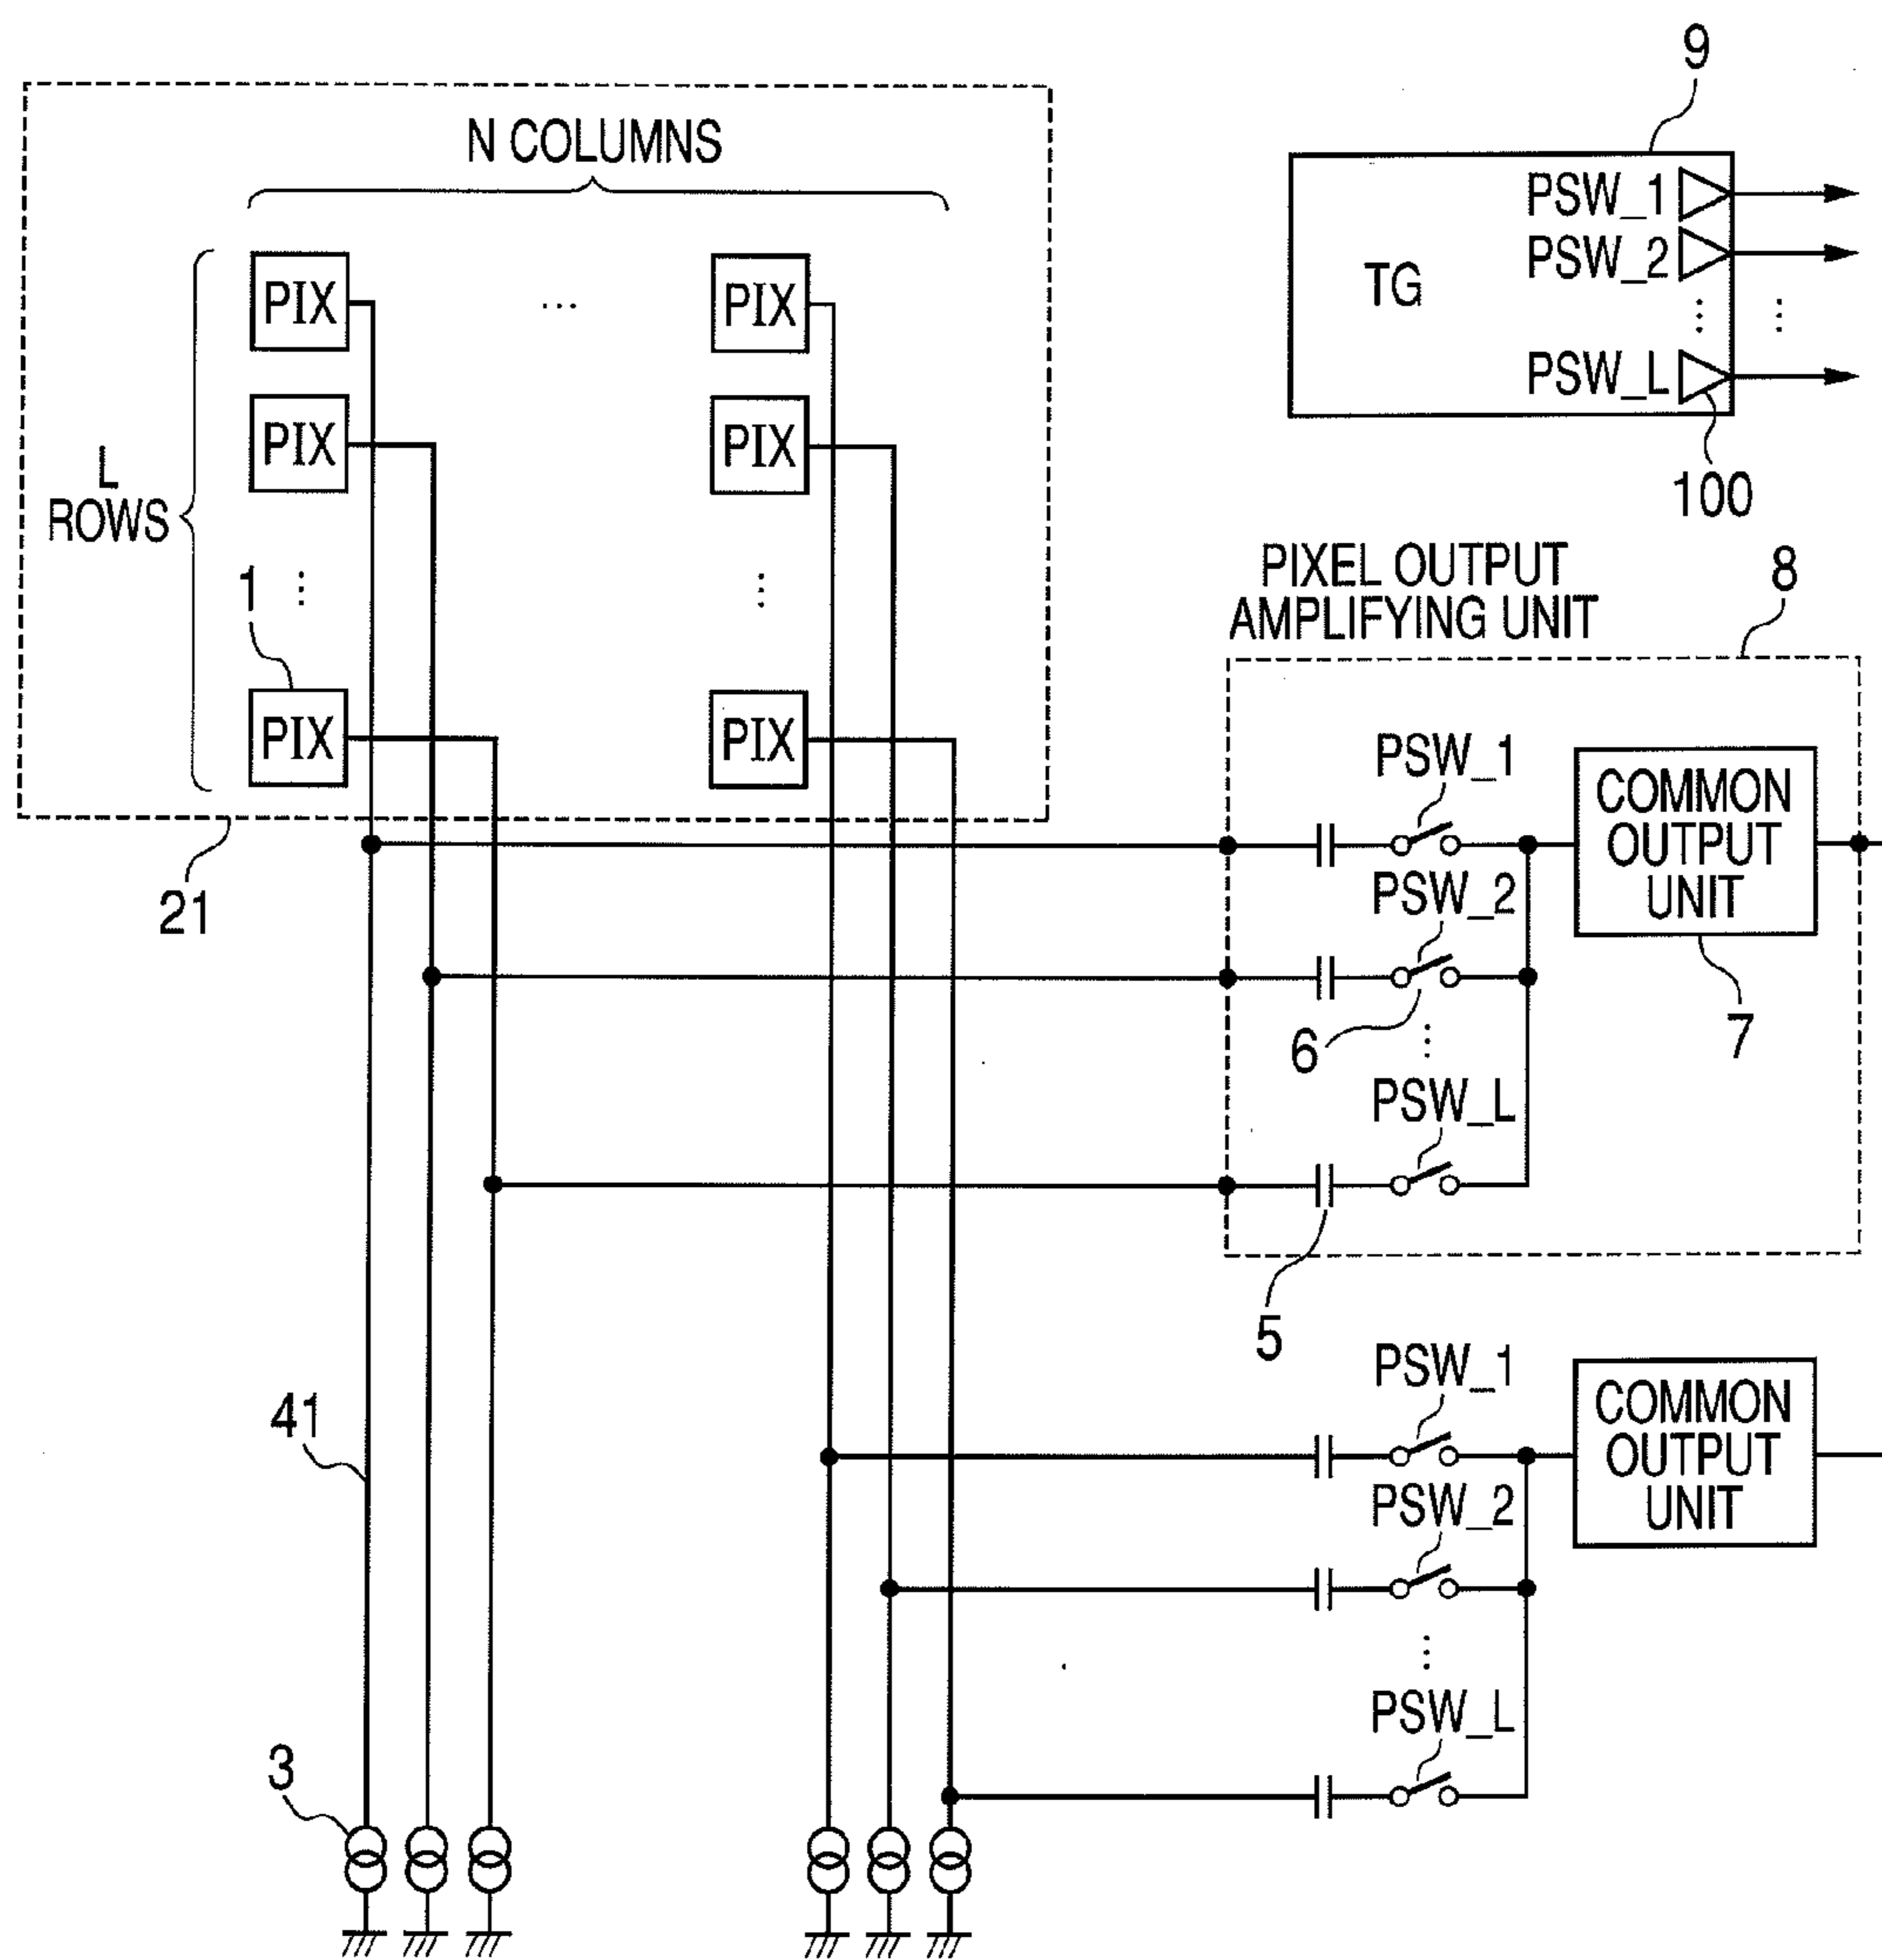 9
N COLUMNS
PSW_1
PIX
...
PIX
TG
PSW_2
...
...
PSW_L
PIX
PIX
L
ROWS
100
1
...
...
PIXEL OUTPUT
AMPLIFYING UNIT
8
PIX
PIX
PSW_1
COMMON
OUTPUT
UNIT
21
PSW_2
6
...
7
PSW_L
5
PSW_1
COMMON
OUTPUT
UNIT
41
PSW_2
...
PSW_L
3